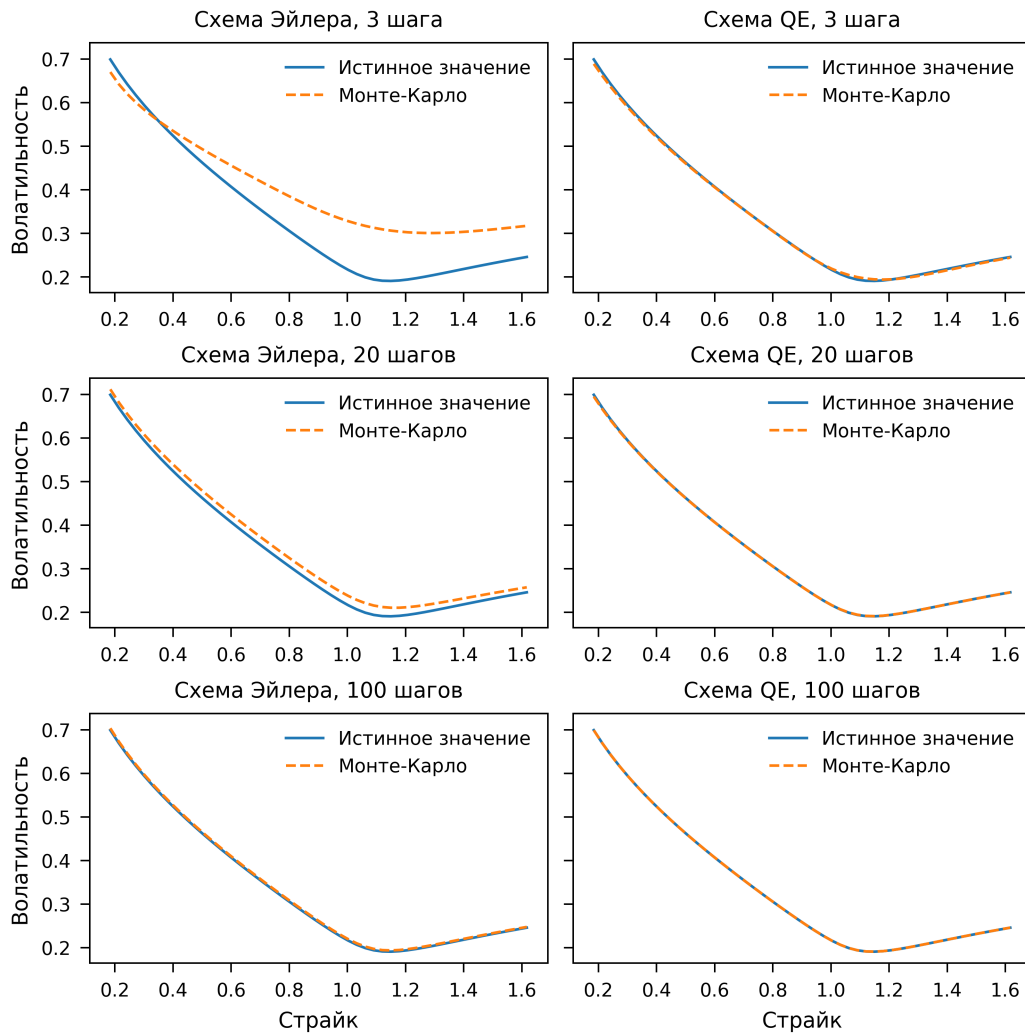 Схема Эйлера, 3 шага
Волатильность
0.7
0.6
0.5
0.4
0.3
0.2
Истинное значение
Монте-Карло
0.2 0.4 0.6 0.8 1.0 1.2 1.4 1.6
Схема QE, 3 шага
Истинное значение
Монте-Карло
0.2 0.4 0.6 0.8 1.0 1.2 1.4 1.6
Схема Эйлера, 20 шагов
Волатильность
0.7
0.6
0.5
0.4
0.3
0.2
Истинное значение
Монте-Карло
0.2 0.4 0.6 0.8 1.0 1.2 1.4 1.6
Схема QE, 20 шагов
Истинное значение
Монте-Карло
0.2 0.4 0.6 0.8 1.0 1.2 1.4 1.6
Схема Эйлера, 100 шагов
Волатильность
0.7
0.6
0.5
0.4
0.3
0.2
Истинное значение
Монте-Карло
0.2 0.4 0.6 0.8 1.0 1.2 1.4 1.6
Страйк
Схема QE, 100 шагов
Истинное значение
Монте-Карло
0.2 0.4 0.6 0.8 1.0 1.2 1.4 1.6
Страйк